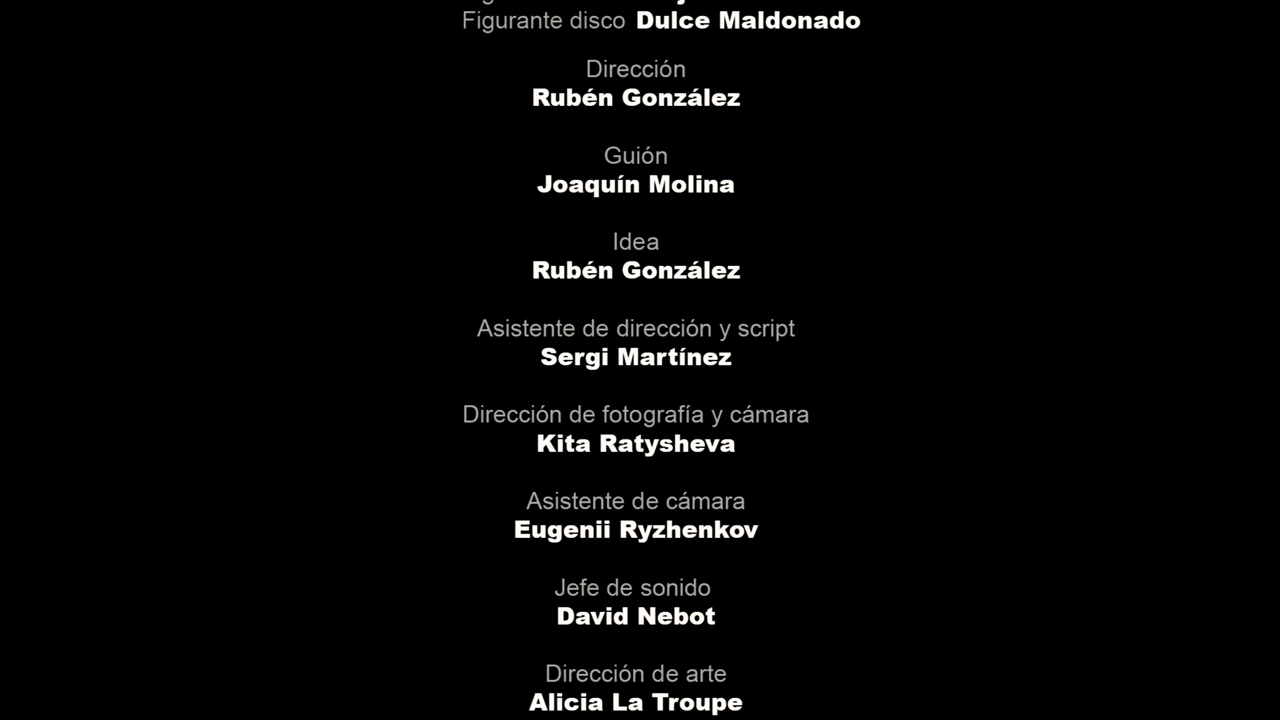 Figurante disco Dulce Maldonado
Dirección
Rubén González
Guión
Joaquín Molina
Idea
Rubén González
Asistente de dirección y script
Sergi Martínez
Dirección de fotografía y cámara
Kita Ratysheva
Asistente de cámara
Eugenii Ryzhenkov
Jefe de sonido
David Nebot
Dirección de arte
Alicia La Troupe